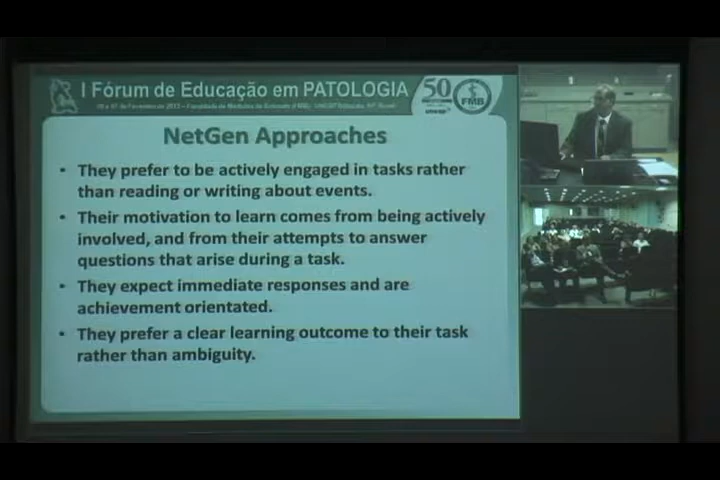 I Fórum de Educação em PATOLOGIA
50
FMB
NetGen Approaches
• They prefer to be actively engaged in tasks rather
than reading or writing about events.
• Their motivation to learn comes from being actively
involved, and from their attempts to answer
questions that arise during a task.
• They expect immediate responses and are
achievement orientated.
• They prefer a clear learning outcome to their task
rather than ambiguity.